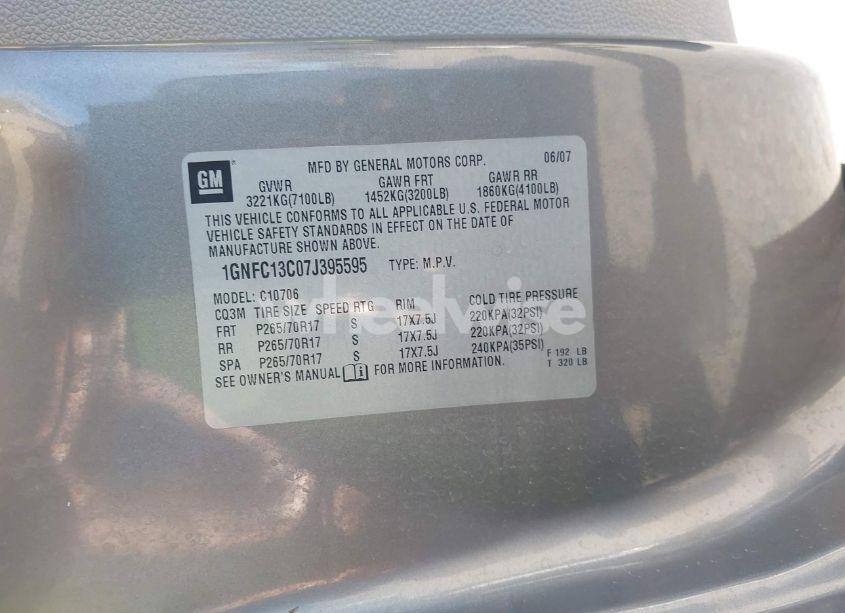 GM
MFD BY GENERAL MOTORS CORP. 06/07
GVWR GAWR FRT GAWR RR
3221KG(7100LB) 1452KG(3200LB) 1860KG(4100LB)
THIS VEHICLE CONFORMS TO ALL APPLICABLE U.S. FEDERAL MOTOR
VEHICLE SAFETY STANDARDS IN EFFECT ON THE DATE OF
MANUFACTURE SHOWN ABOVE.
1GNFC13C07J395595 TYPE: M.P.V.
MODEL: C10706
CQ3M TIRE SIZE SPEED RTG RIM COLD TIRE PRESSURE
FRT P265/70R17 S 17X7.5J 220KPA(32PSI)
RR P265/70R17 S 17X7.5J 220KPA(32PSI)
SPA P265/70R17 S 17X7.5J 240KPA(35PSI)
F 192 LB
T 320 LB
SEE OWNER'S MANUAL FOR MORE INFORMATION.
wheelwise